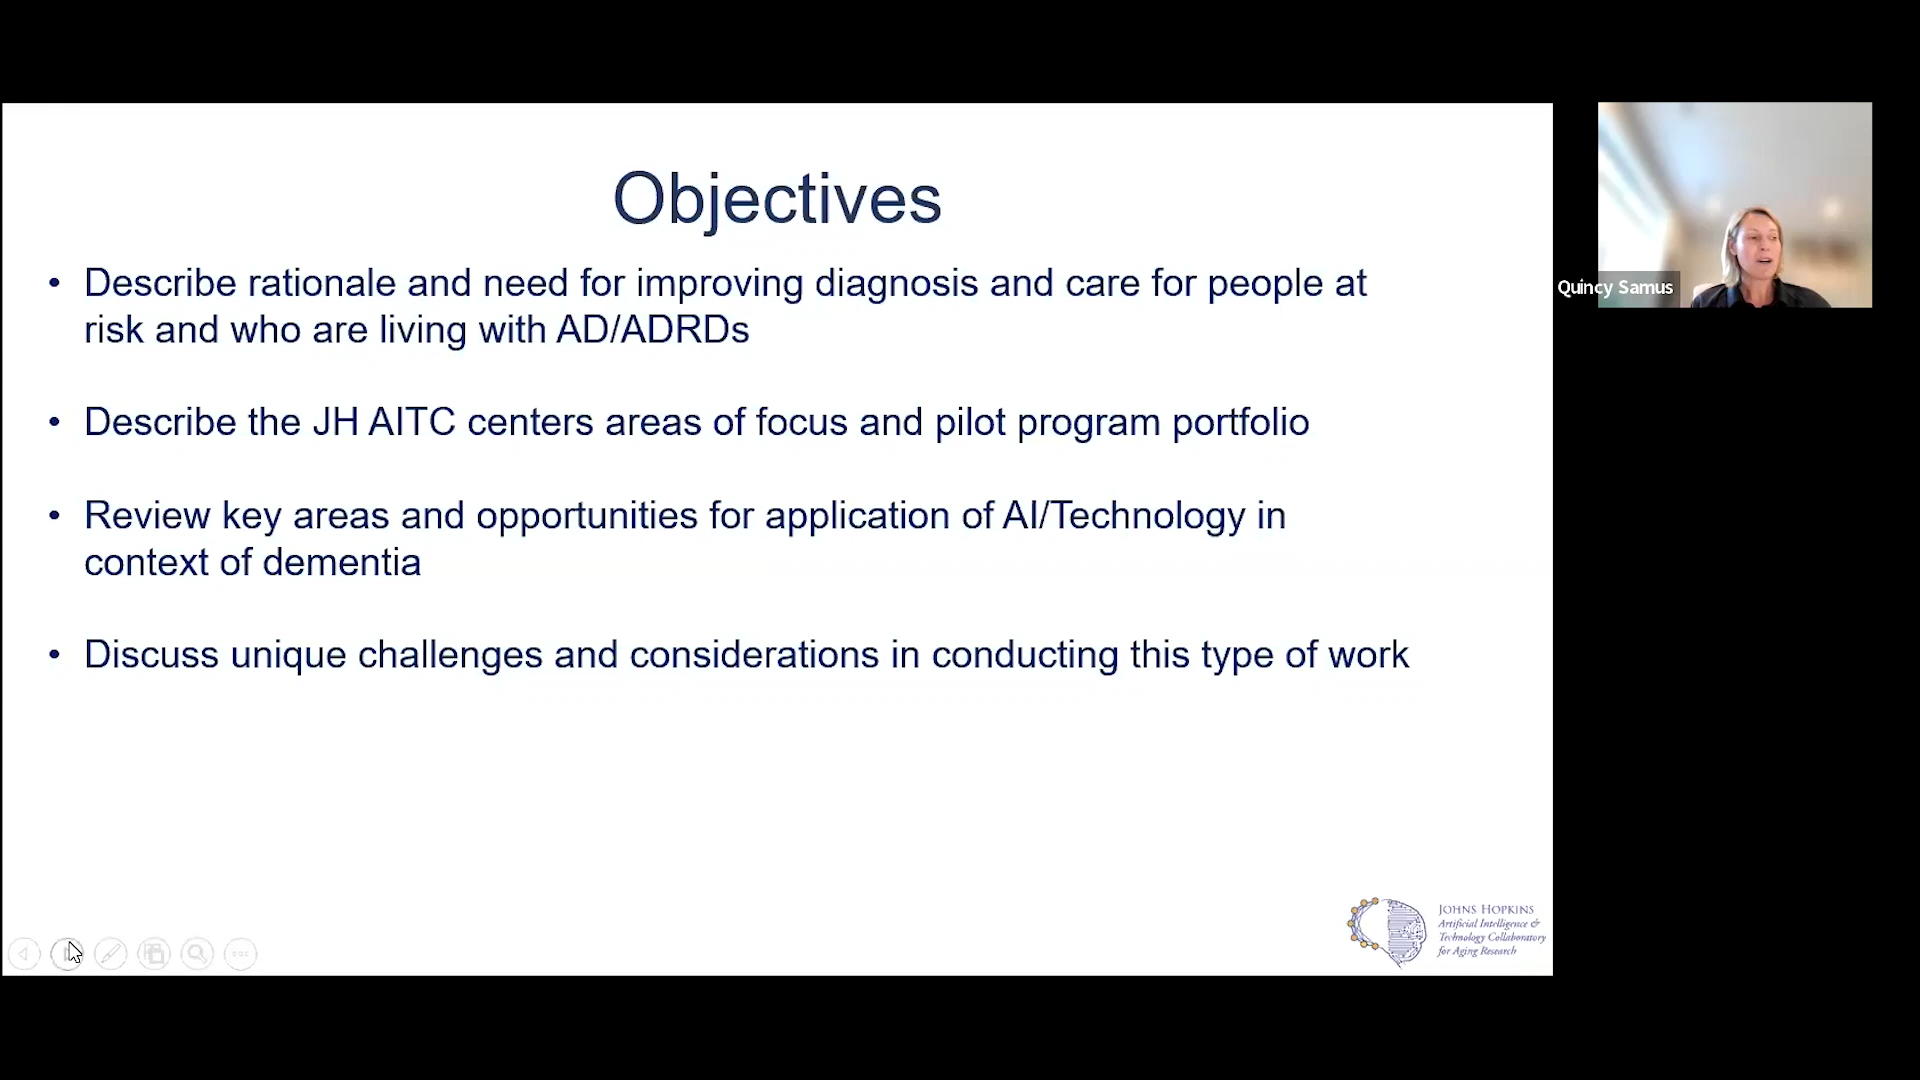 Objectives
• Describe rationale and need for improving diagnosis and care for people at
risk and who are living with AD/ADRDs
• Describe the JH AITC centers areas of focus and pilot program portfolio
• Review key areas and opportunities for application of AI/Technology in
context of dementia
• Discuss unique challenges and considerations in conducting this type of work
Quincy Samus
JOHNS HOPKINS
Artificial Intelligence &
Technology Collaboratory
for Aging Research